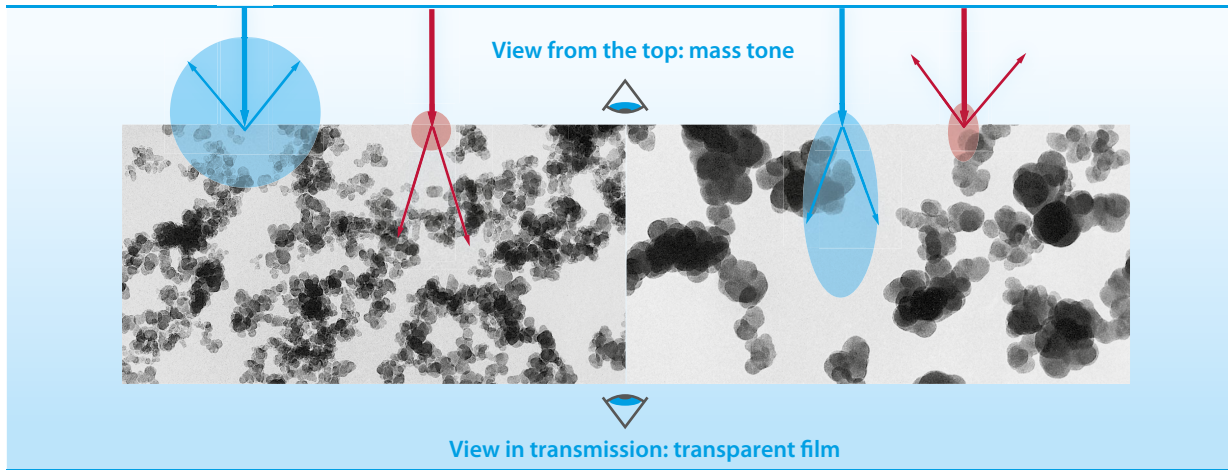 View from the top: mass tone
View in transmission: transparent film